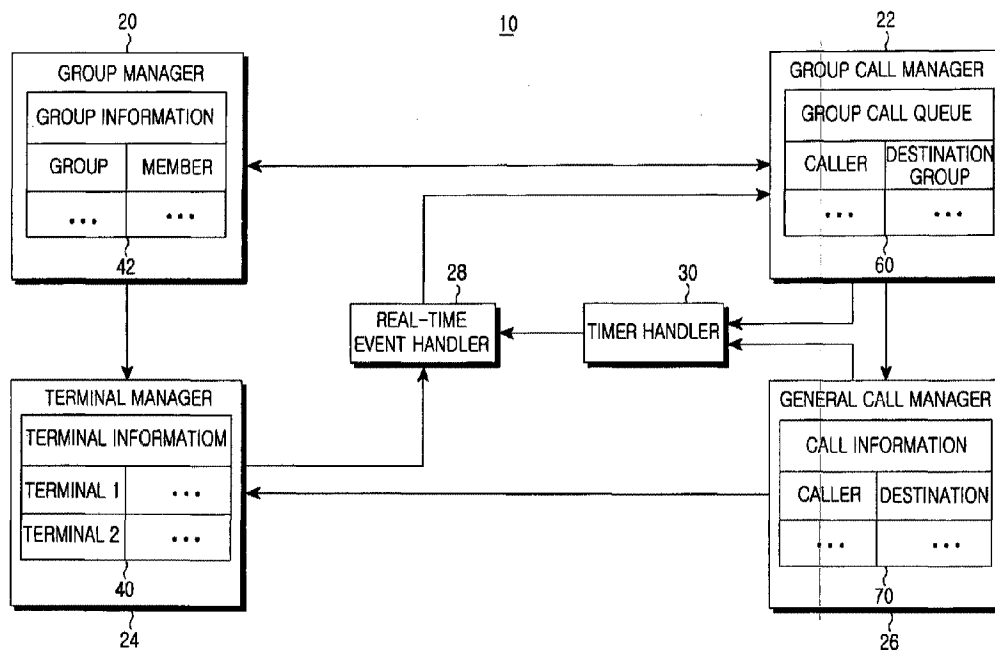 10
20
GROUP MANAGER
GROUP INFORMATION
GROUP MEMBER
... ...
42
22
GROUP CALL MANAGER
GROUP CALL QUEUE
CALLER DESTINATION
GROUP
... ...
60
28
REAL-TIME
EVENT HANDLER
30
TIMER HANDLER
TERMINAL MANAGER
TERMINAL INFORMATIOM
TERMINAL 1 ...
TERMINAL 2 ...
40
24
GENERAL CALL MANAGER
CALL INFORMATION
CALLER DESTINATION
... ...
70
26